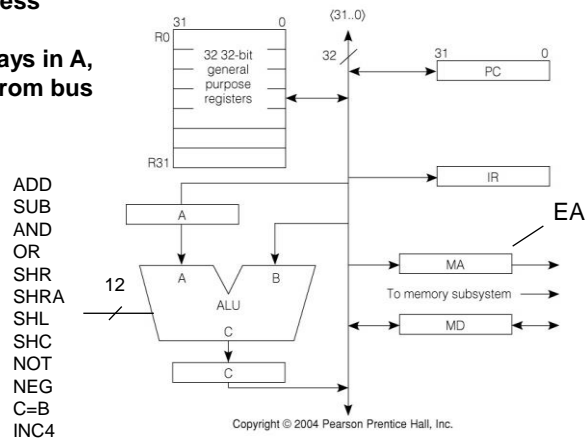 ess
ays in A,
rom bus
31 0
R0
32 32-bit
general
purpose
registers
R31
⟨31..0⟩
32
31 0
PC
IR
EA
MA
To memory subsystem
MD
A
A B
ALU
C
C
12
ADD
SUB
AND
OR
SHR
SHRA
SHL
SHC
NOT
NEG
C=B
INC4
Copyright © 2004 Pearson Prentice Hall, Inc.